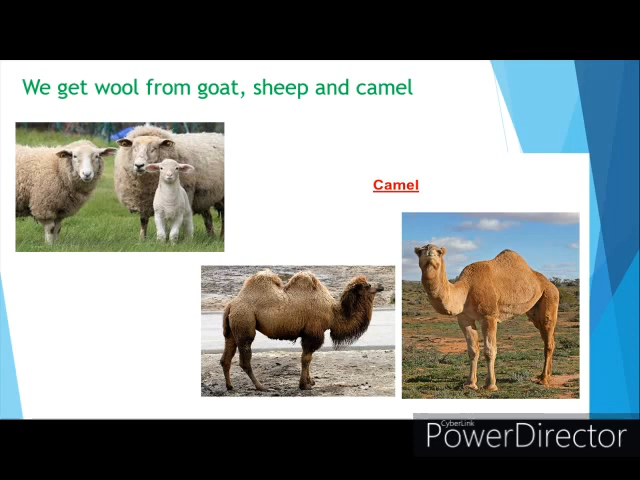 We get wool from goat, sheep and camel
Camel
CyberLink
PowerDirector